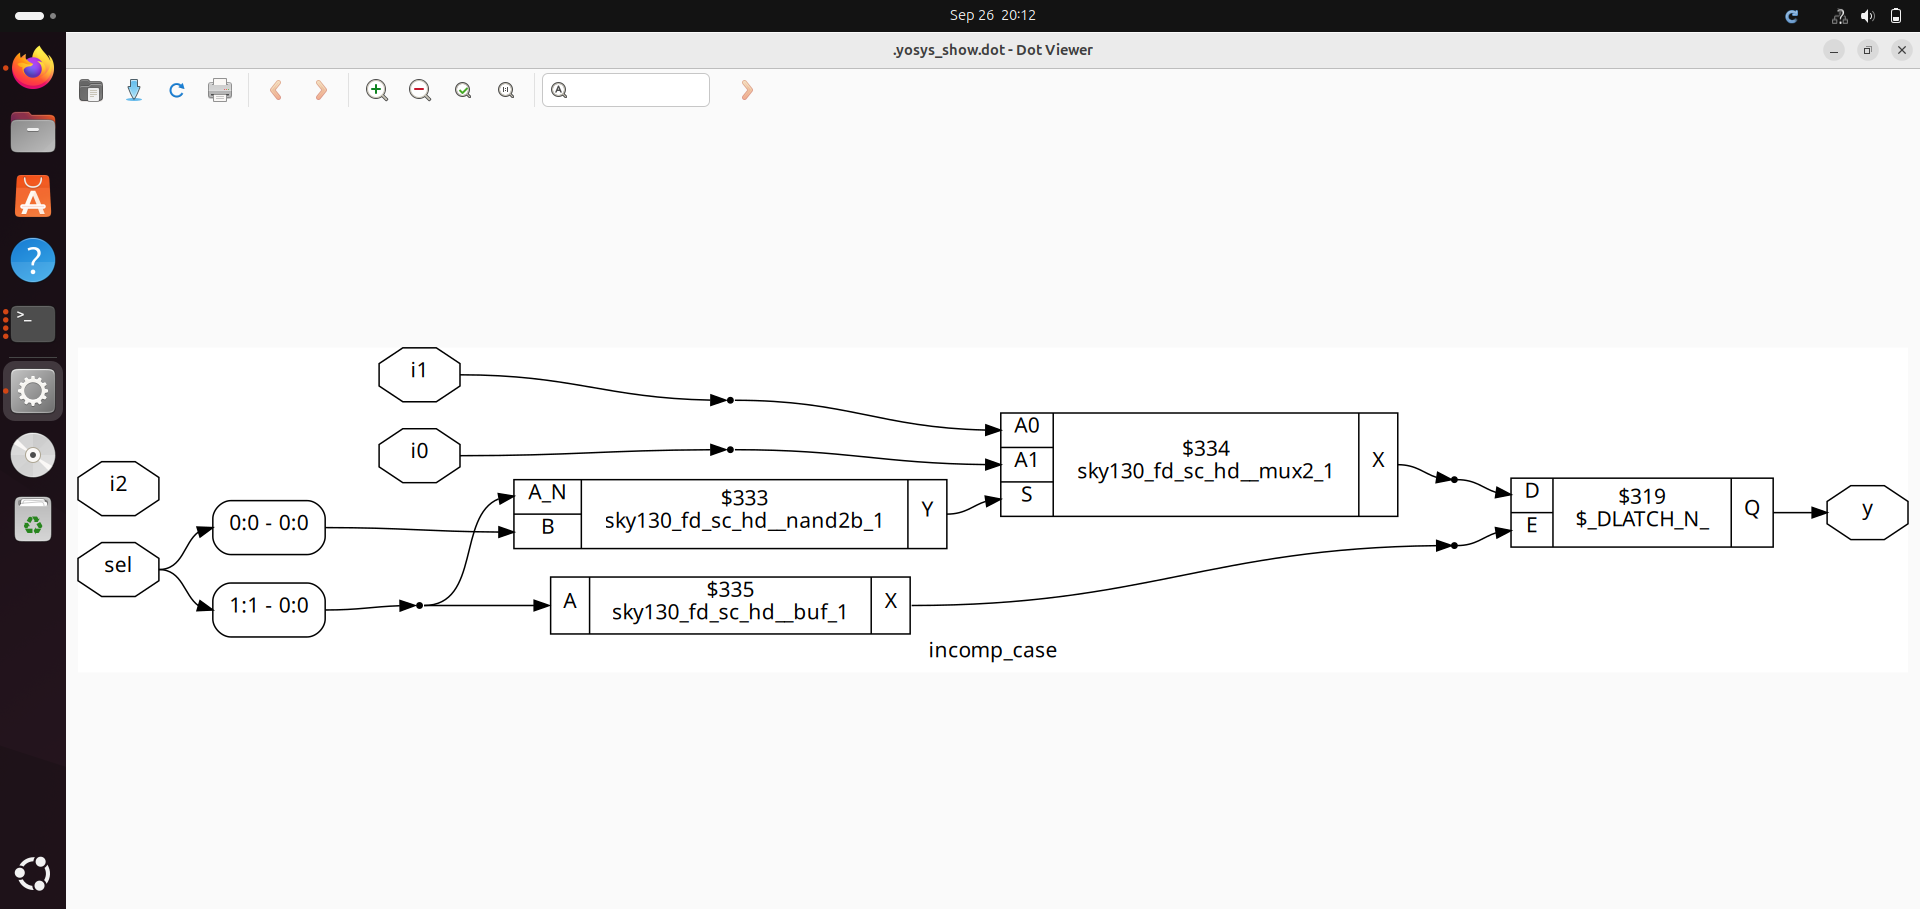 Sep 26 20:12
.yosys_show.dot - Dot Viewer
i1
i0
i2
sel
0:0 - 0:0
1:1 - 0:0
A_N
B
$333
sky130_fd_sc_hd__nand2b_1
Y
A
$335
sky130_fd_sc_hd__buf_1
X
A0
A1
S
$334
sky130_fd_sc_hd__mux2_1
X
D
E
$319
$_DLATCH_N_
Q
y
incomp_case